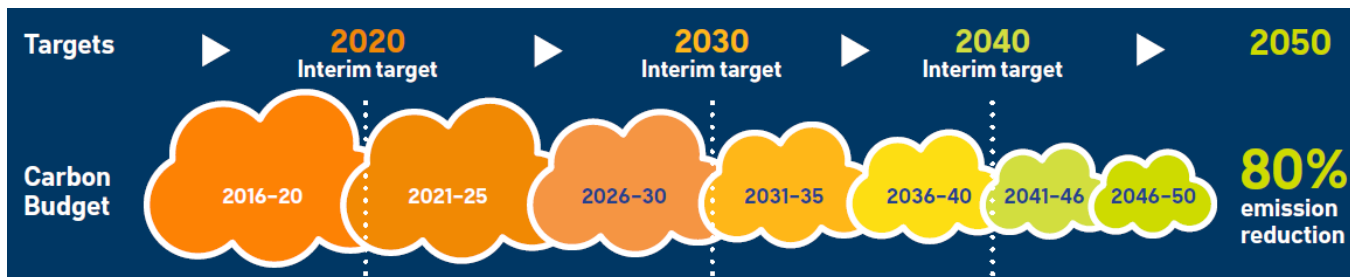 Targets
2020
Interim target
2030
Interim target
2040
Interim target
2050
Carbon
Budget
2016–20
2021–25
2026–30
2031–35
2036–40
2041–46
2046–50
80%
emission
reduction